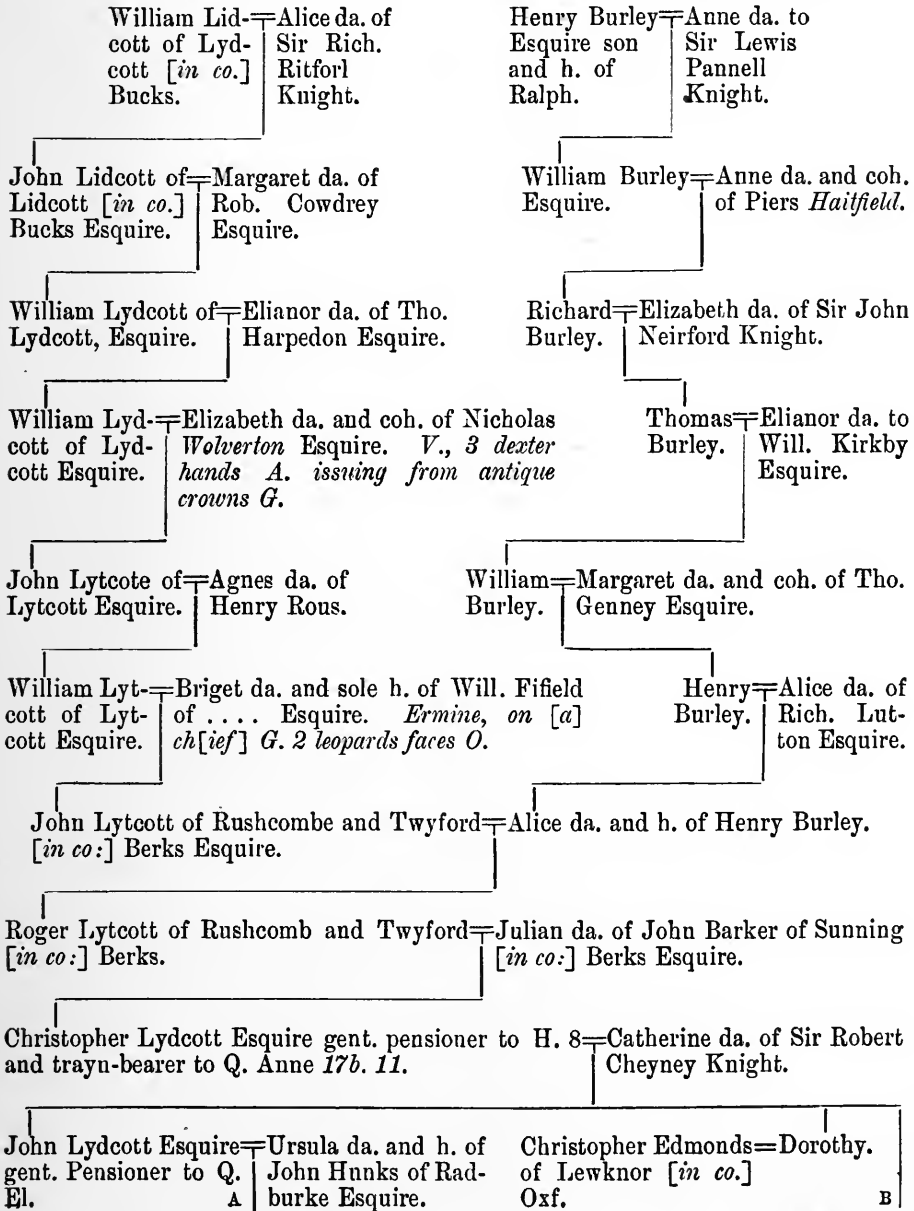 William Lid- Alice da. of
cott of Lyd- Sir Rich.
cott [in co.] Ritforl
Bucks. Knight.
Henry Burley Anne da. to
Esquire son Sir Lewis
and h. of Pannell
Ralph. Knight.
John Lidcott of Margaret da. of
Lidcott [in co.] Rob. Cowdrey
Bucks Esquire. Esquire.
William Burley Anne da. and coh.
Esquire. of Piers Haitfield.
William Lydcott of Elianor da. of Tho.
Lydcott, Esquire. Harpedon Esquire.
Richard Elizabeth da. of Sir John
Burley. Neirford Knight.
William Lyd- Elizabeth da. and coh. of Nicholas
cott of Lyd- Wolverton Esquire. V., 3 dexter
cott Esquire. hands A. issuing from antique
crowns G.
Thomas Elianor da. to
Burley. Will. Kirkby
Esquire.
John Lytcote of Agnes da. of
Lytcott Esquire. Henry Rous.
William Margaret da. and coh. of Tho.
Burley. Genney Esquire.
William Lyt- Briget da. and sole h. of Will. Fifield
cott of Lyt- of .... Esquire. Ermine, on [a]
cott Esquire. ch[ief] G. 2 leopards faces O.
Henry Alice da. of
Burley. Rich. Lut-
ton Esquire.
John Lytcott of Rushcombe and Twyford Alice da. and h. of Henry Burley.
[in co:] Berks Esquire.
Roger Lytcott of Rushcomb and Twyford Julian da. of John Barker of Sunning
[in co:] Berks. [in co:] Berks Esquire.
Christopher Lydcott Esquire gent. pensioner to H. 8 Catherine da. of Sir Robert
and trayn-bearer to Q. Anne 17b. 11. Cheyney Knight.
John Lydcott Esquire Ursula da. and h. of
gent. Pensioner to Q. John Hnnks of Rad-
El. A burke Esquire.
Christopher Edmonds=Dorothy.
of Lewknor [in co.]
Oxf. B